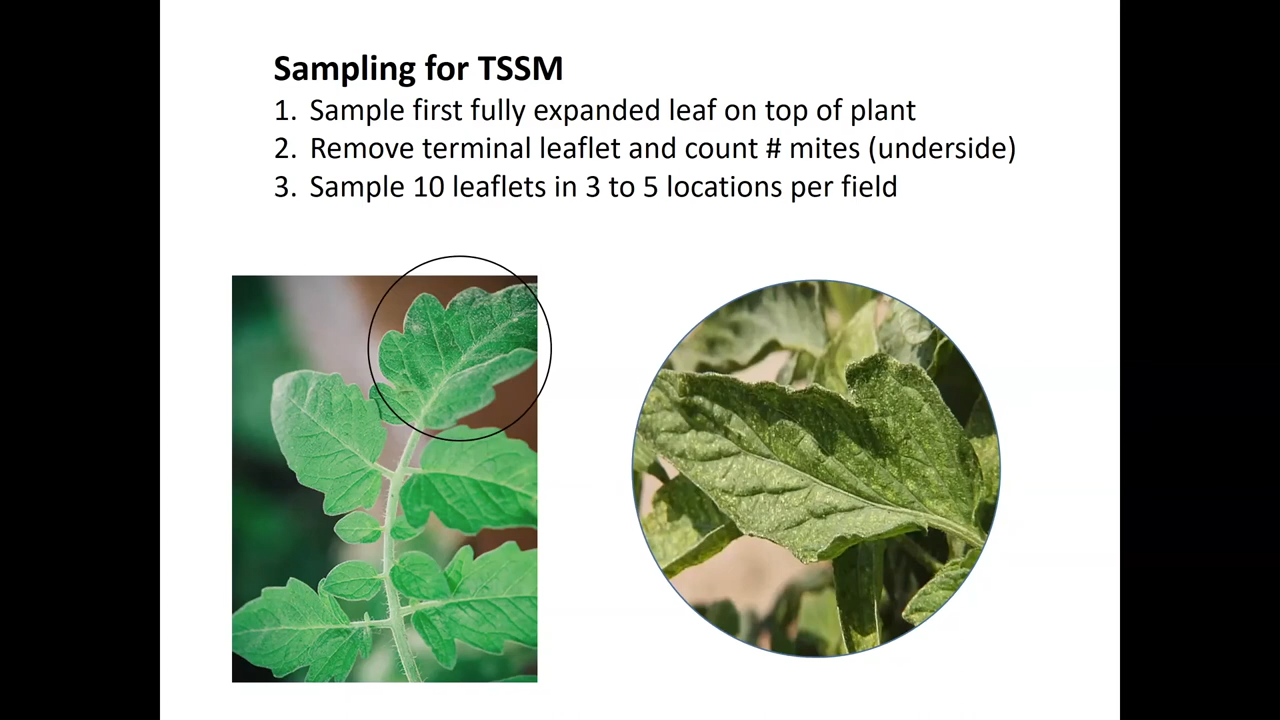 Sampling for TSSM
1. Sample first fully expanded leaf on top of plant
2. Remove terminal leaflet and count # mites (underside)
3. Sample 10 leaflets in 3 to 5 locations per field